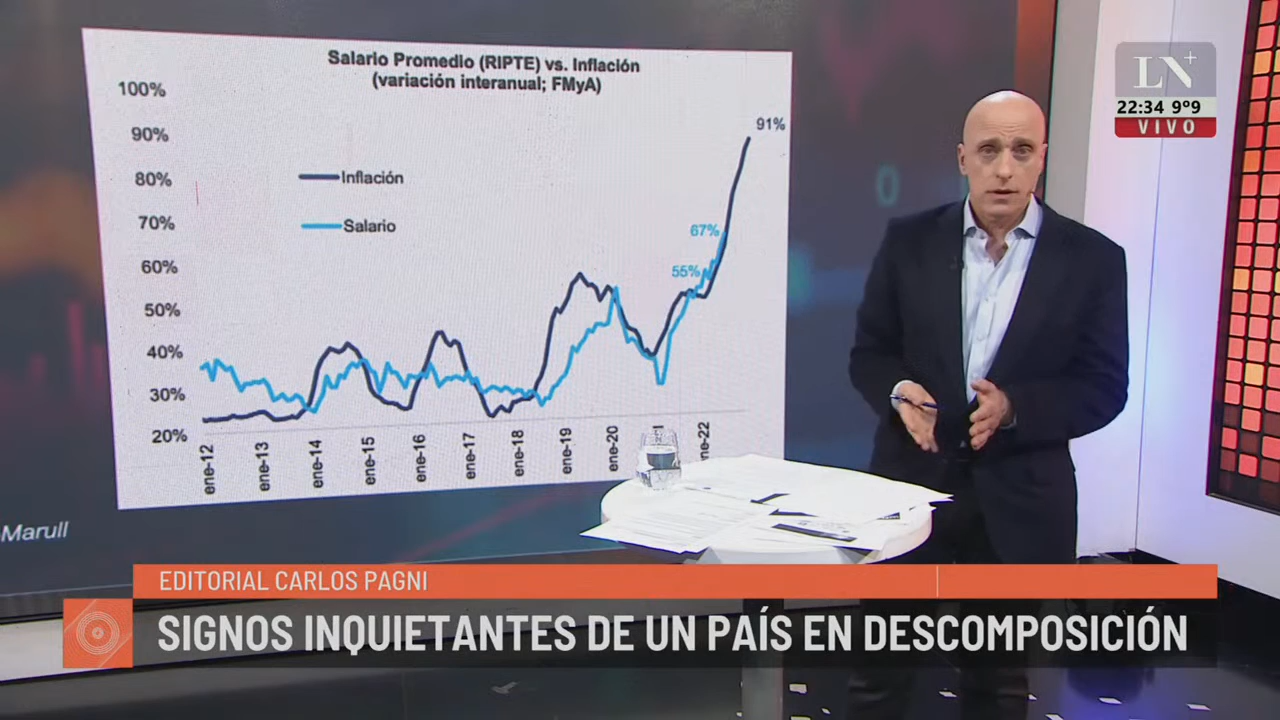 Salario Promedio (RIPTE) vs. Inflación
(variación interanual; FMyA)
100%
90%
80%
70%
60%
50%
40%
30%
20%
Inflación
Salario
91%
67%
55%
ene-12
ene-13
ene-14
ene-15
ene-16
ene-17
ene-18
ene-19
ene-20
ene-22
Marull
LN+
22:34 9º9
VIVO
EDITORIAL CARLOS PAGNI
SIGNOS INQUIETANTES DE UN PAÍS EN DESCOMPOSICIÓN